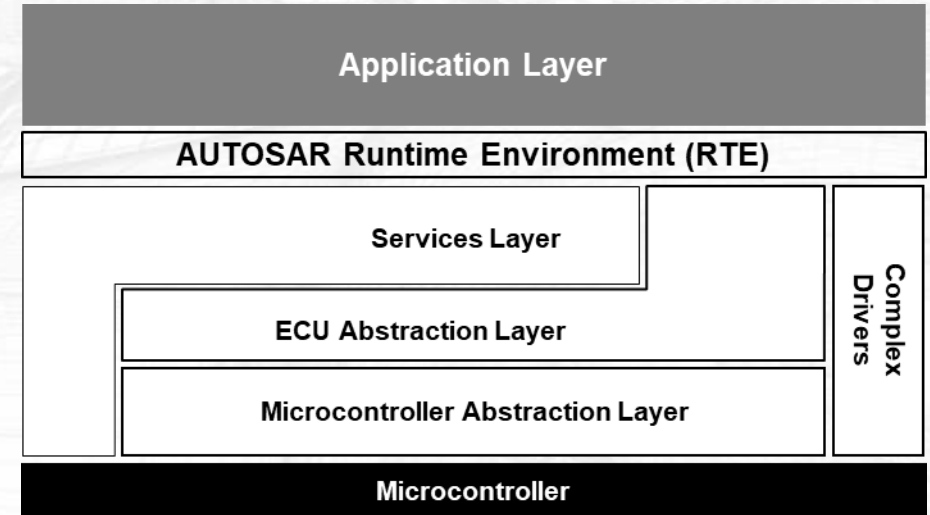 Application Layer
AUTOSAR Runtime Environment (RTE)
Services Layer
ECU Abstraction Layer
Complex
Drivers
Microcontroller Abstraction Layer
Microcontroller